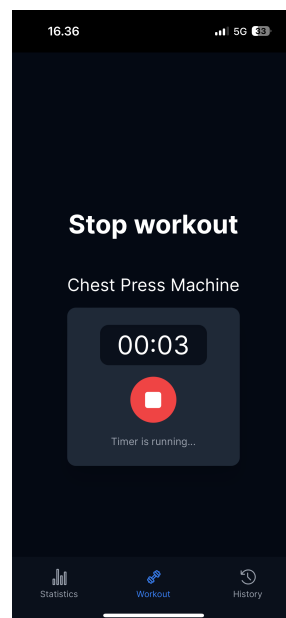 16.36
5G 33
Stop workout
Chest Press Machine
00:03
Timer is running...
Statistics Workout History